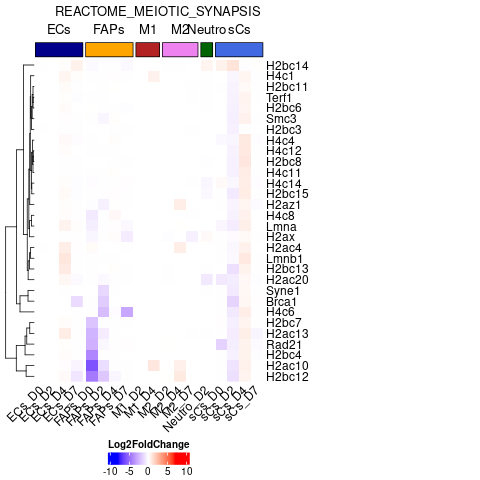 REACTOME_MEIOTIC_SYNAPSIS
ECs FAPs M1 M2 Neutro sCs
H2bc14
H4c1
H2bc11
Terf1
H2bc6
Smc3
H2bc3
H4c4
H4c12
H2bc8
H4c11
H4c14
H2bc15
H2az1
H4c8
Lmna
H2ax
H2ac4
Lmnb1
H2bc13
H2ac20
Syne1
Brca1
H4c6
H2bc7
H2ac13
Rad21
H2bc4
H2ac10
H2bc12
ECs_D0 ECs_D2 ECs_D4 ECs_D7 FAPs_D0 FAPs_D2 FAPs_D4 FAPs_D7 M1_D2 M1_D4 M2_D2 M2_D4 M2_D7 Neutro_D2 sCs_D0 sCs_D2 sCs_D4 sCs_D7
Log2FoldChange
-10 -5 0 5 10